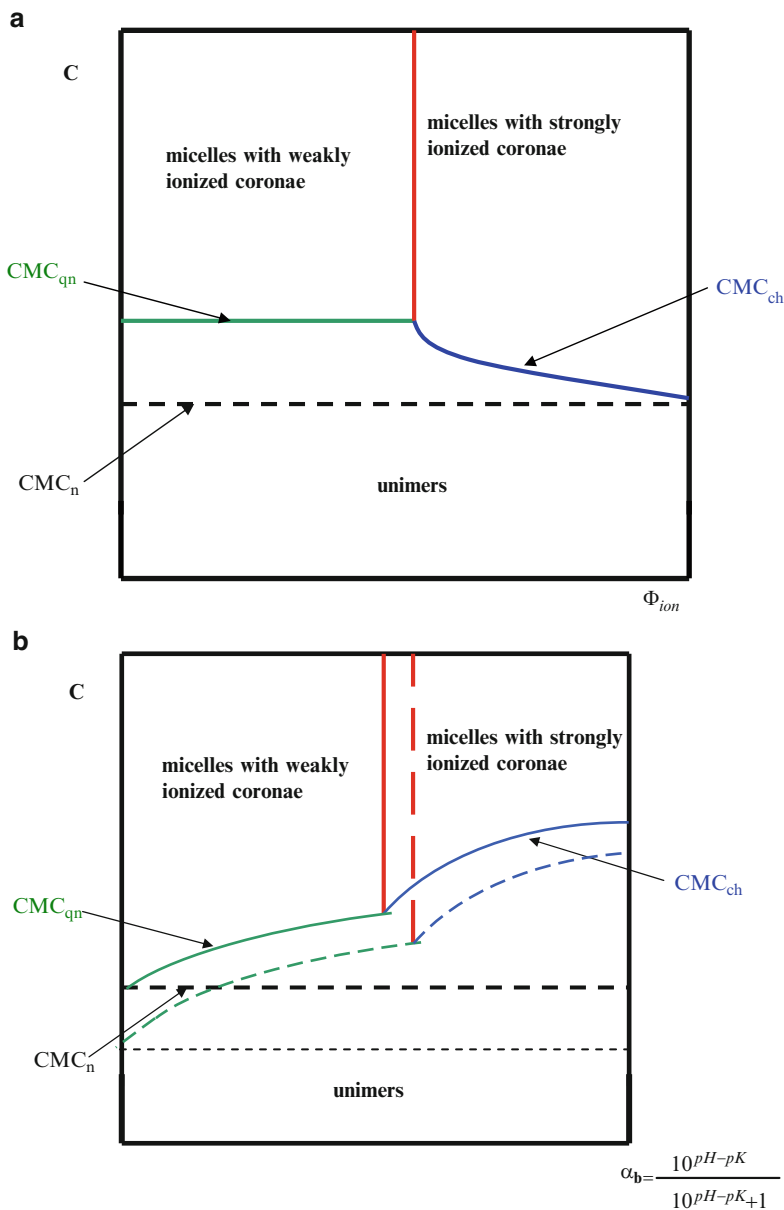 a
C
micelles with weakly
ionized coronae
micelles with strongly
ionized coronae
CMCqn
CMCch
CMCn
unimers
Φion
b
C
micelles with weakly
ionized coronae
micelles with strongly
ionized coronae
CMCqn
CMCch
CMCn
unimers
αb= 10^pH−pK
10^pH−pK+1